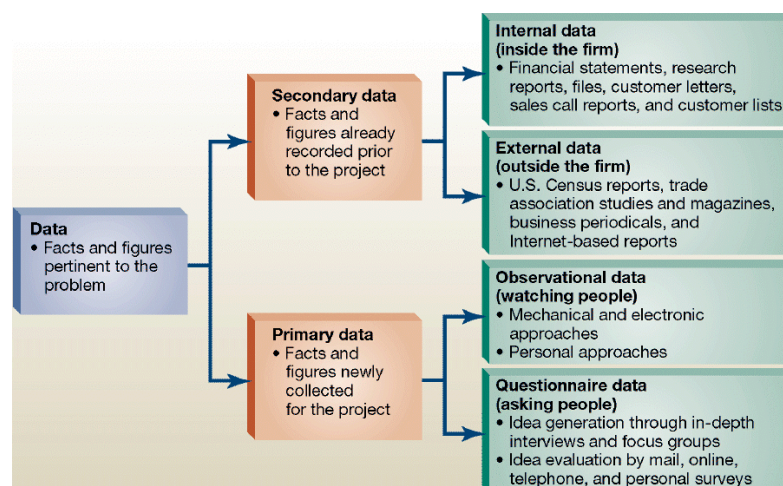 Data
• Facts and figures
pertinent to the
problem
Secondary data
• Facts and
figures already
recorded prior
to the project
Primary data
• Facts and
figures newly
collected
for the project
Internal data
(inside the firm)
• Financial statements, research
reports, files, customer letters,
sales call reports, and customer lists
External data
(outside the firm)
• U.S. Census reports, trade
association studies and magazines,
business periodicals, and
Internet-based reports
Observational data
(watching people)
• Mechanical and electronic
approaches
• Personal approaches
Questionnaire data
(asking people)
• Idea generation through in-depth
interviews and focus groups
• Idea evaluation by mail, online,
telephone, and personal surveys